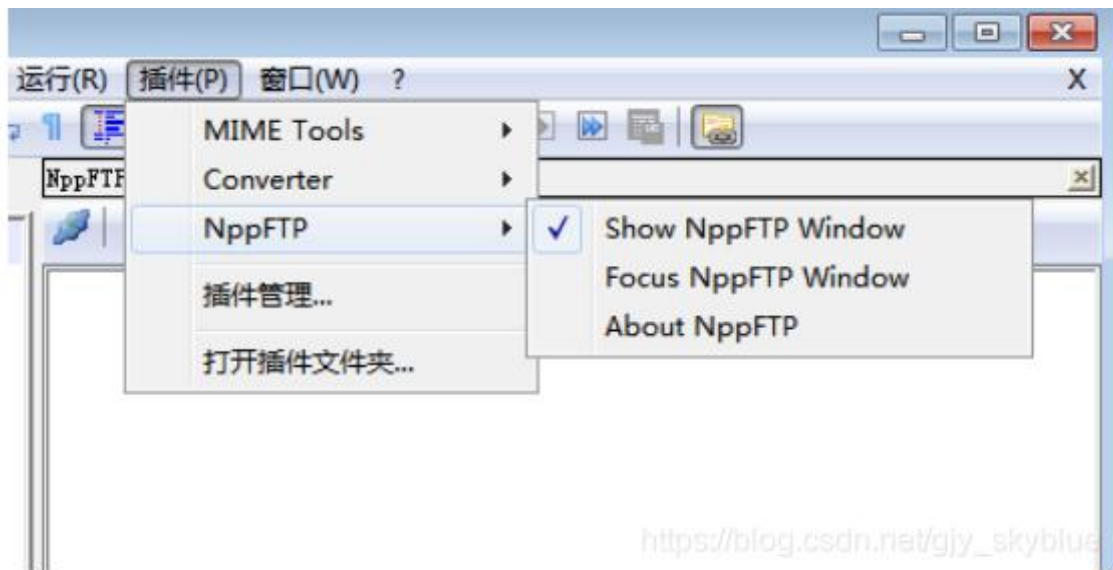 运行(R) 插件(P) 窗口(W) ? X
MIME Tools
Converter
NppFTP
插件管理...
打开插件文件夹...
Show NppFTP Window
Focus NppFTP Window
About NppFTP
https://blog.csdn.net/gjy_skyblue